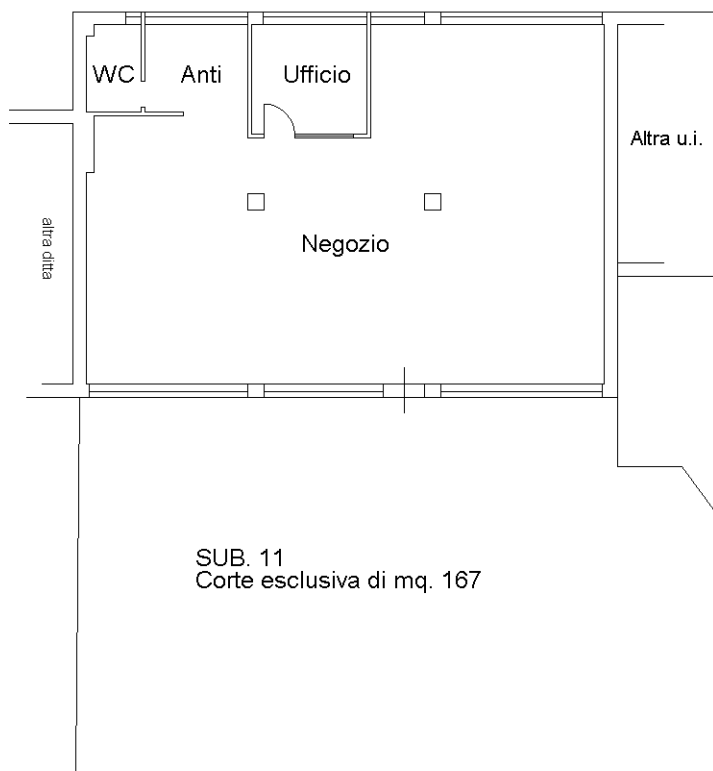 WC
Anti
Ufficio
Altra u.i.
altra ditta
Negozio
SUB. 11
Corte esclusiva di mq. 167